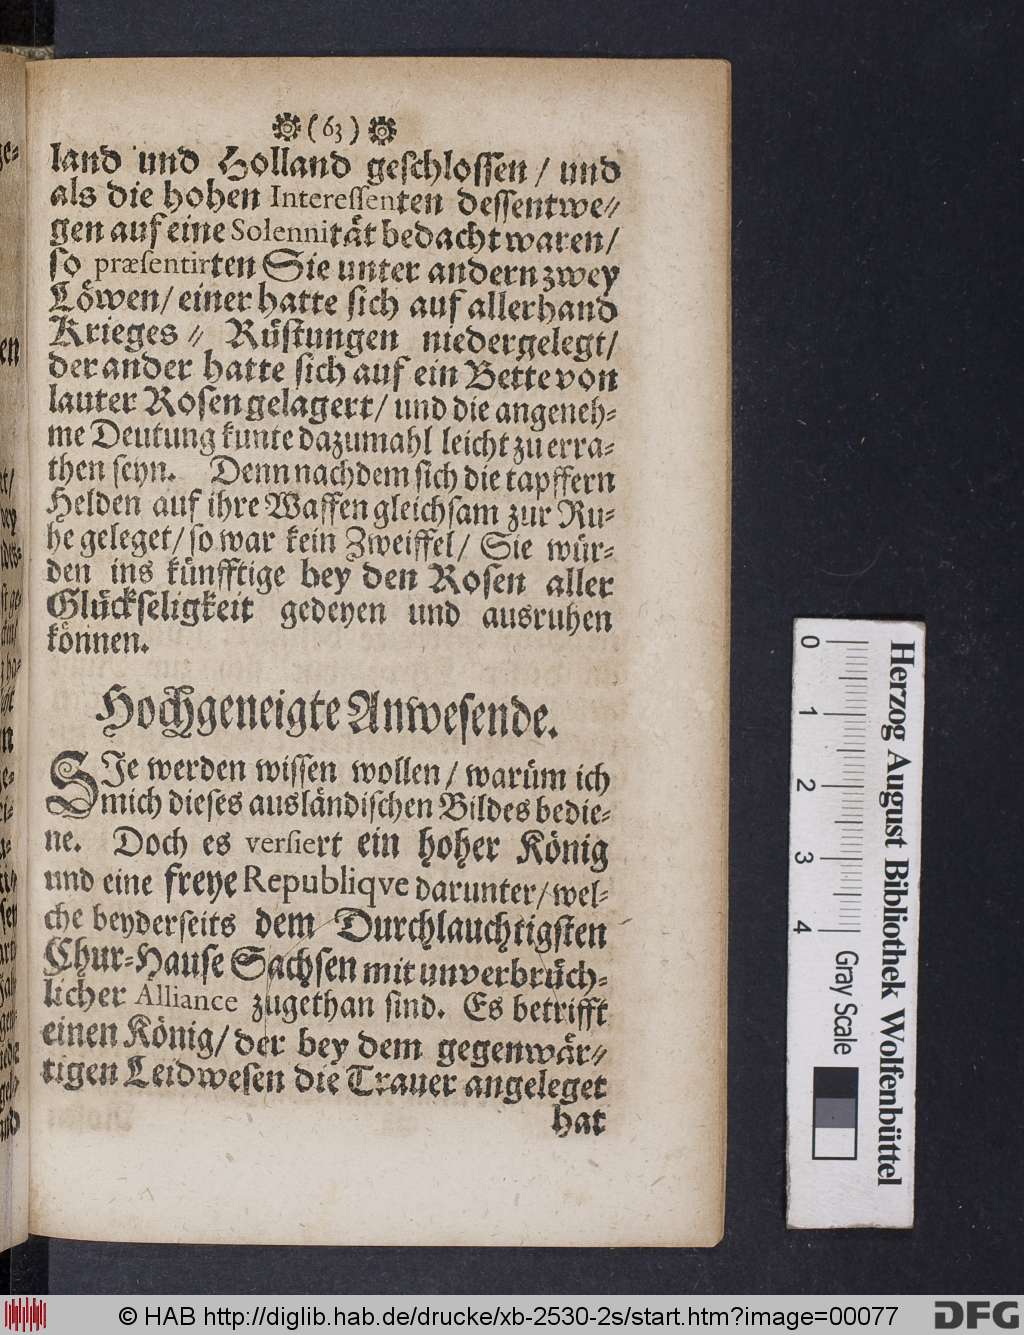 (63)
land und Holland geschlossen / und
als die hohen Interessenten dessentwe-
gen auf eine Solennität bedacht waren /
so præsentirten Sie unter andern zwey
Löwen / einer hatte sich auf allerhand
Krieges- Rüstungen niedergelegt /
der ander hatte sich auf ein Bette von
lauter Rosen gelagert / und die angeneh-
me Deutung kunte dazumahl leicht zu erra-
then seyn. Denn nachdem sich die tapffern
Helden auf ihre Waffen gleichsam zur Ru-
he geleget / so war kein Zweiffel / Sie wür-
den ins künfftige bey den Rosen aller
Glückseligkeit gedeyen und ausruhen
können.
Hochgeneigte Anwesende.
SIe werden wissen wollen / warüm ich
mich dieses ausländischen Bildes bedie-
ne. Doch es versiert ein hoher König
und eine freye Republiqve darunter / wel-
che beyderseits dem Durchlauchtigsten
Chur-Hause Sachsen mit unverbrüch-
licher Alliance zugethan sind. Es betrifft
einen König / der bey dem gegenwär-
tigen Leidwesen die Trauer angeleget
hat
0 1 2 3 4
Gray Scale
Herzog August Bibliothek Wolfenbüttel
© HAB http://diglib.hab.de/drucke/xb-2530-2s/start.htm?image=00077
DFG